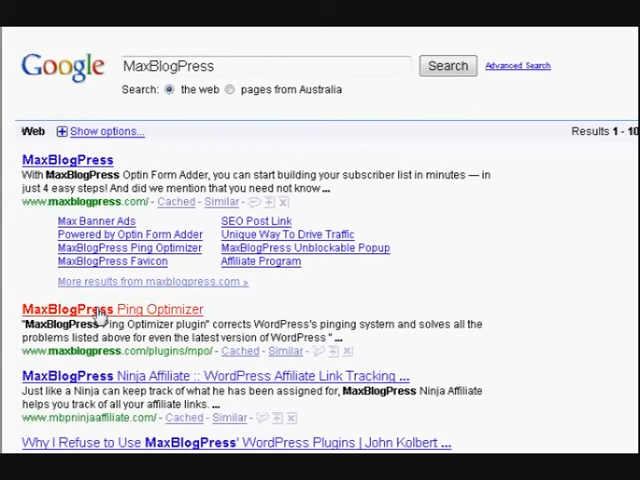 Google MaxBlogPress Search Advanced Search
Search: the web pages from Australia
Web Show options... Results 1 - 10
MaxBlogPress
With MaxBlogPress Optin Form Adder, you can start building your subscriber list in minutes — in
just 4 easy steps! And did we mention that you need not know ...
www.maxblogpress.com/ - Cached - Similar -
Max Banner Ads SEO Post Link
Powered by Optin Form Adder Unique Way To Drive Traffic
MaxBlogPress Ping Optimizer MaxBlogPress Unblockable Popup
MaxBlogPress Favicon Affiliate Program
More results from maxblogpress.com »
MaxBlogPress Ping Optimizer
"MaxBlogPress Ping Optimizer plugin" corrects WordPress's pinging system and solves all the
problems listed above for even the latest version of WordPress " ...
www.maxblogpress.com/plugins/mpo/ - Cached - Similar -
MaxBlogPress Ninja Affiliate :: WordPress Affiliate Link Tracking ...
Just like a Ninja can keep track of what he has been assigned for, MaxBlogPress Ninja Affiliate
helps you track of all your affiliate links. ...
www.mbpninjaaffiliate.com/ - Cached - Similar -
Why I Refuse to Use MaxBlogPress' WordPress Plugins | John Kolbert ...